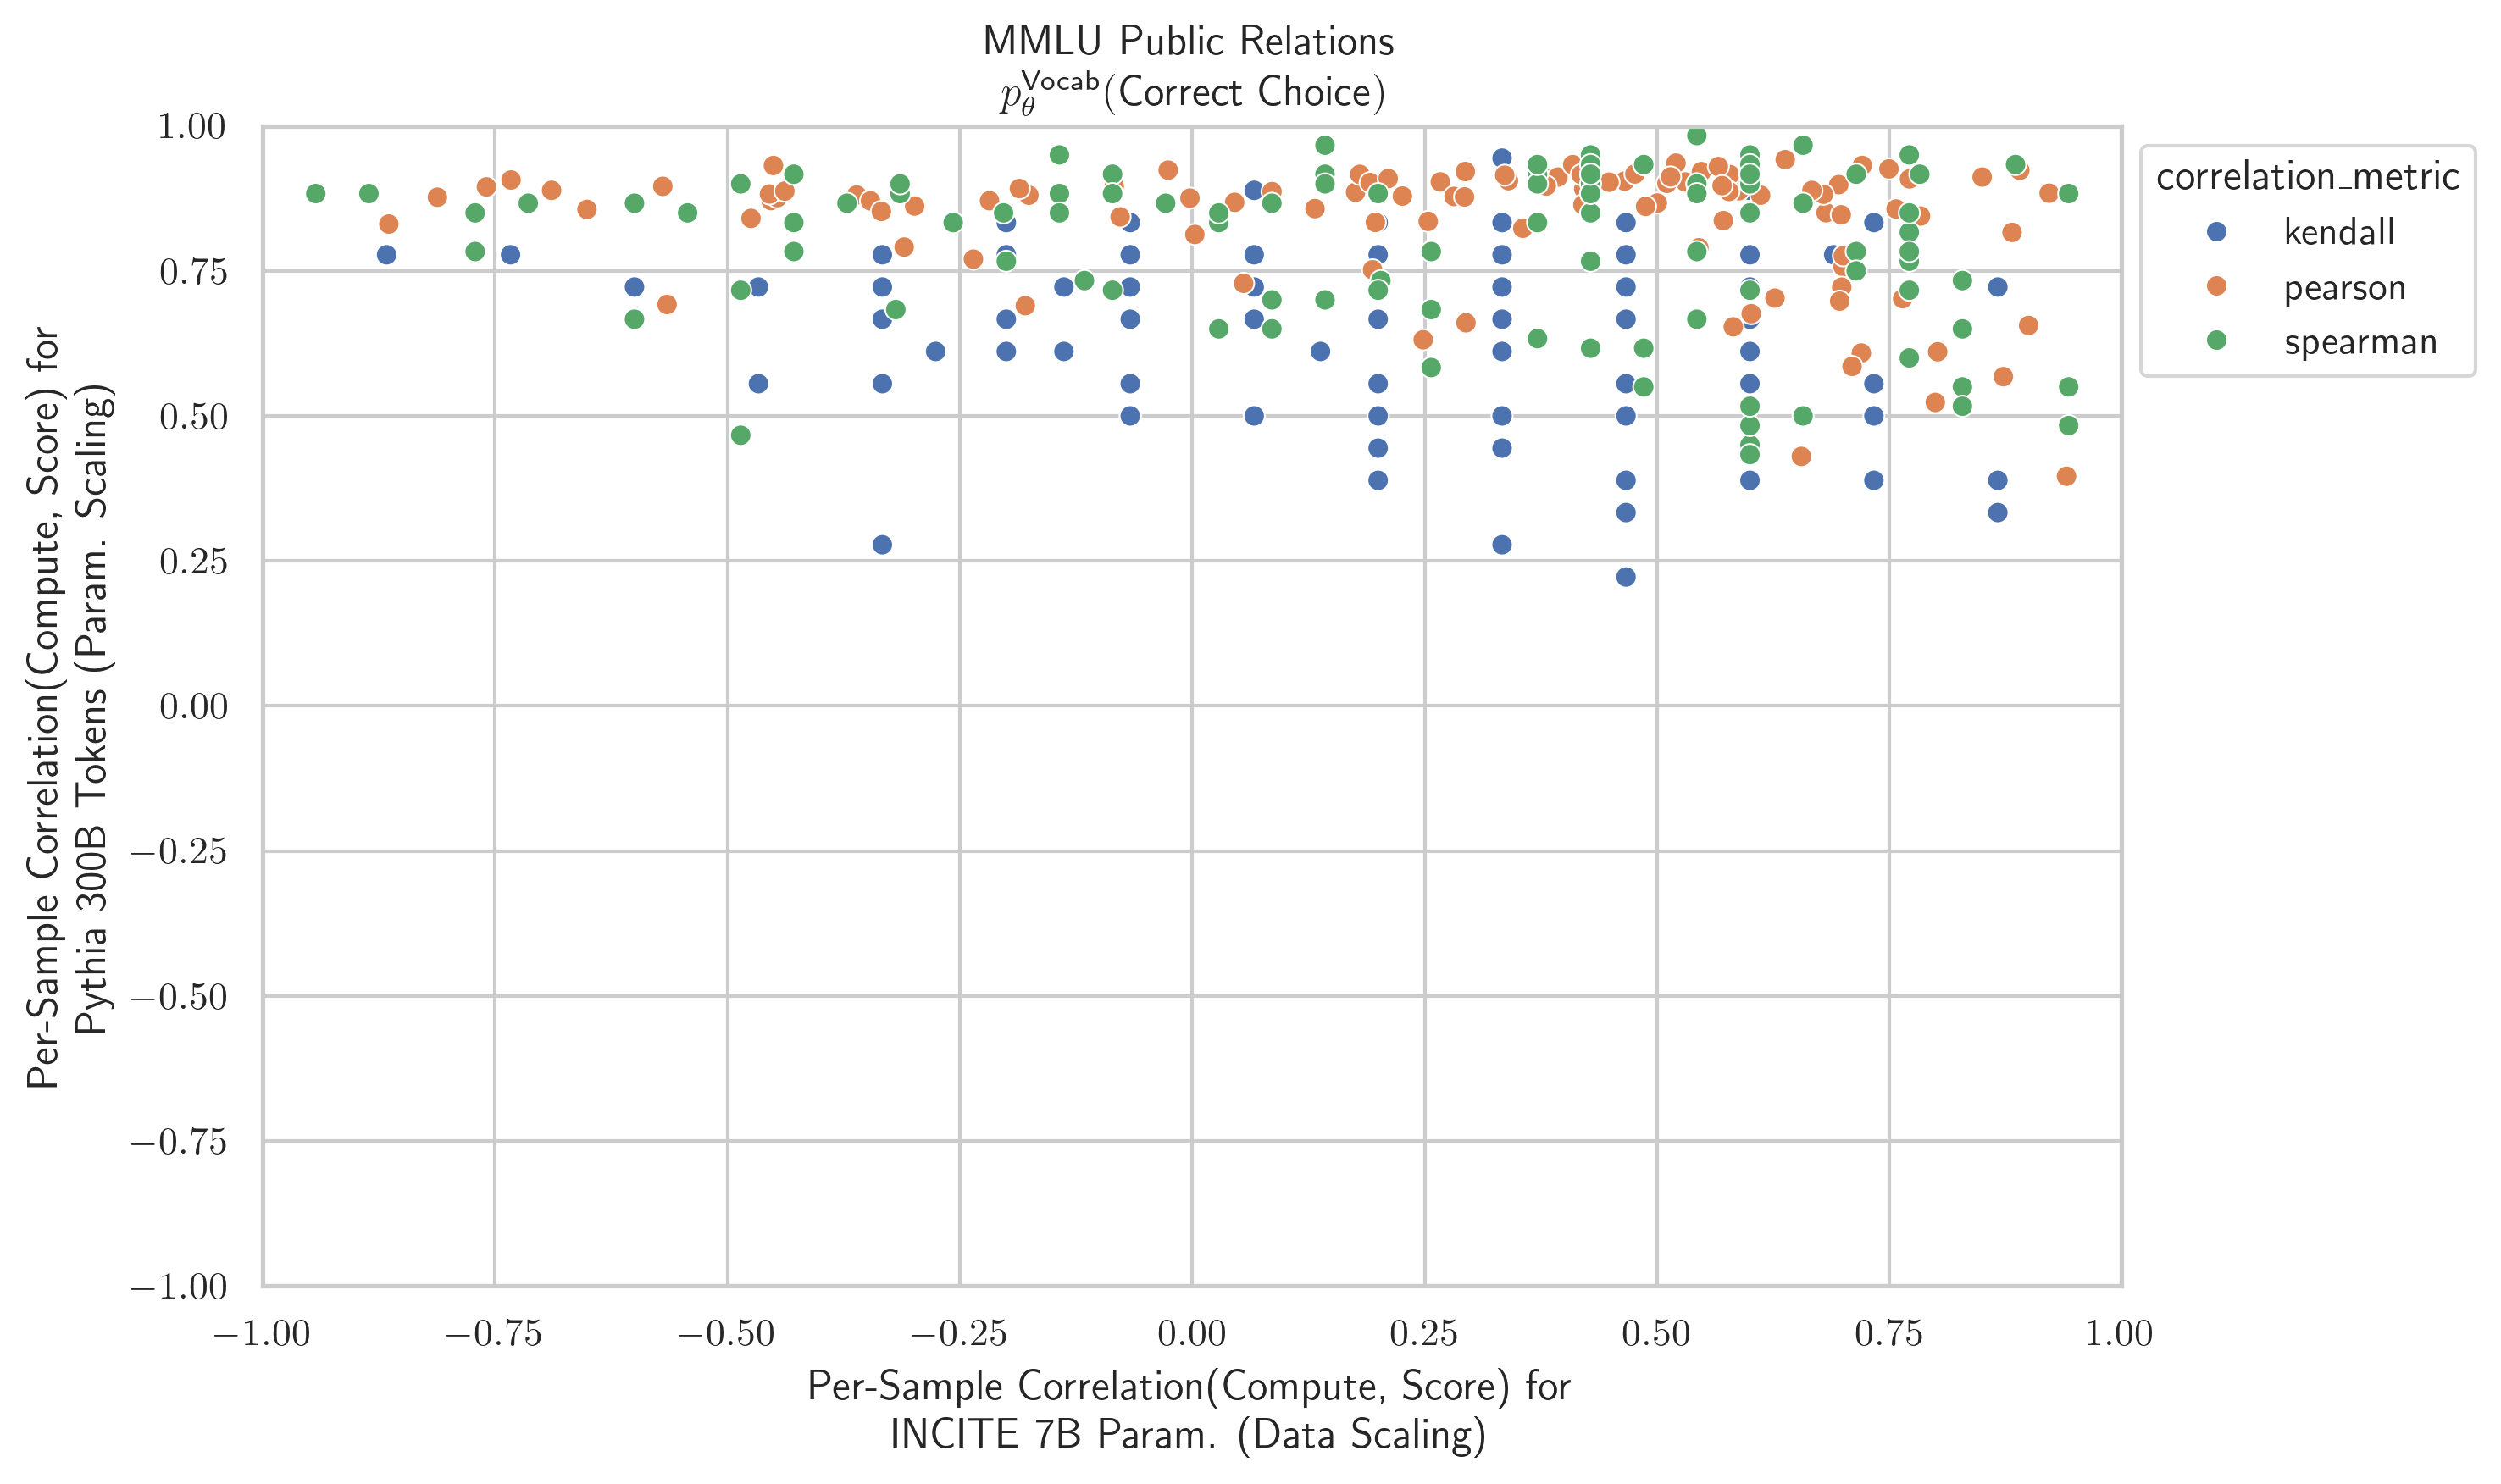 MMLU Public Relations
p_θ^Vocab(Correct Choice)
Per-Sample Correlation(Compute, Score) for
Pythia 300B Tokens (Param. Scaling)
1.00
0.75
0.50
0.25
0.00
−0.25
−0.50
−0.75
−1.00
−1.00 −0.75 −0.50 −0.25 0.00 0.25 0.50 0.75 1.00
Per-Sample Correlation(Compute, Score) for
INCITE 7B Param. (Data Scaling)
correlation_metric
kendall
pearson
spearman